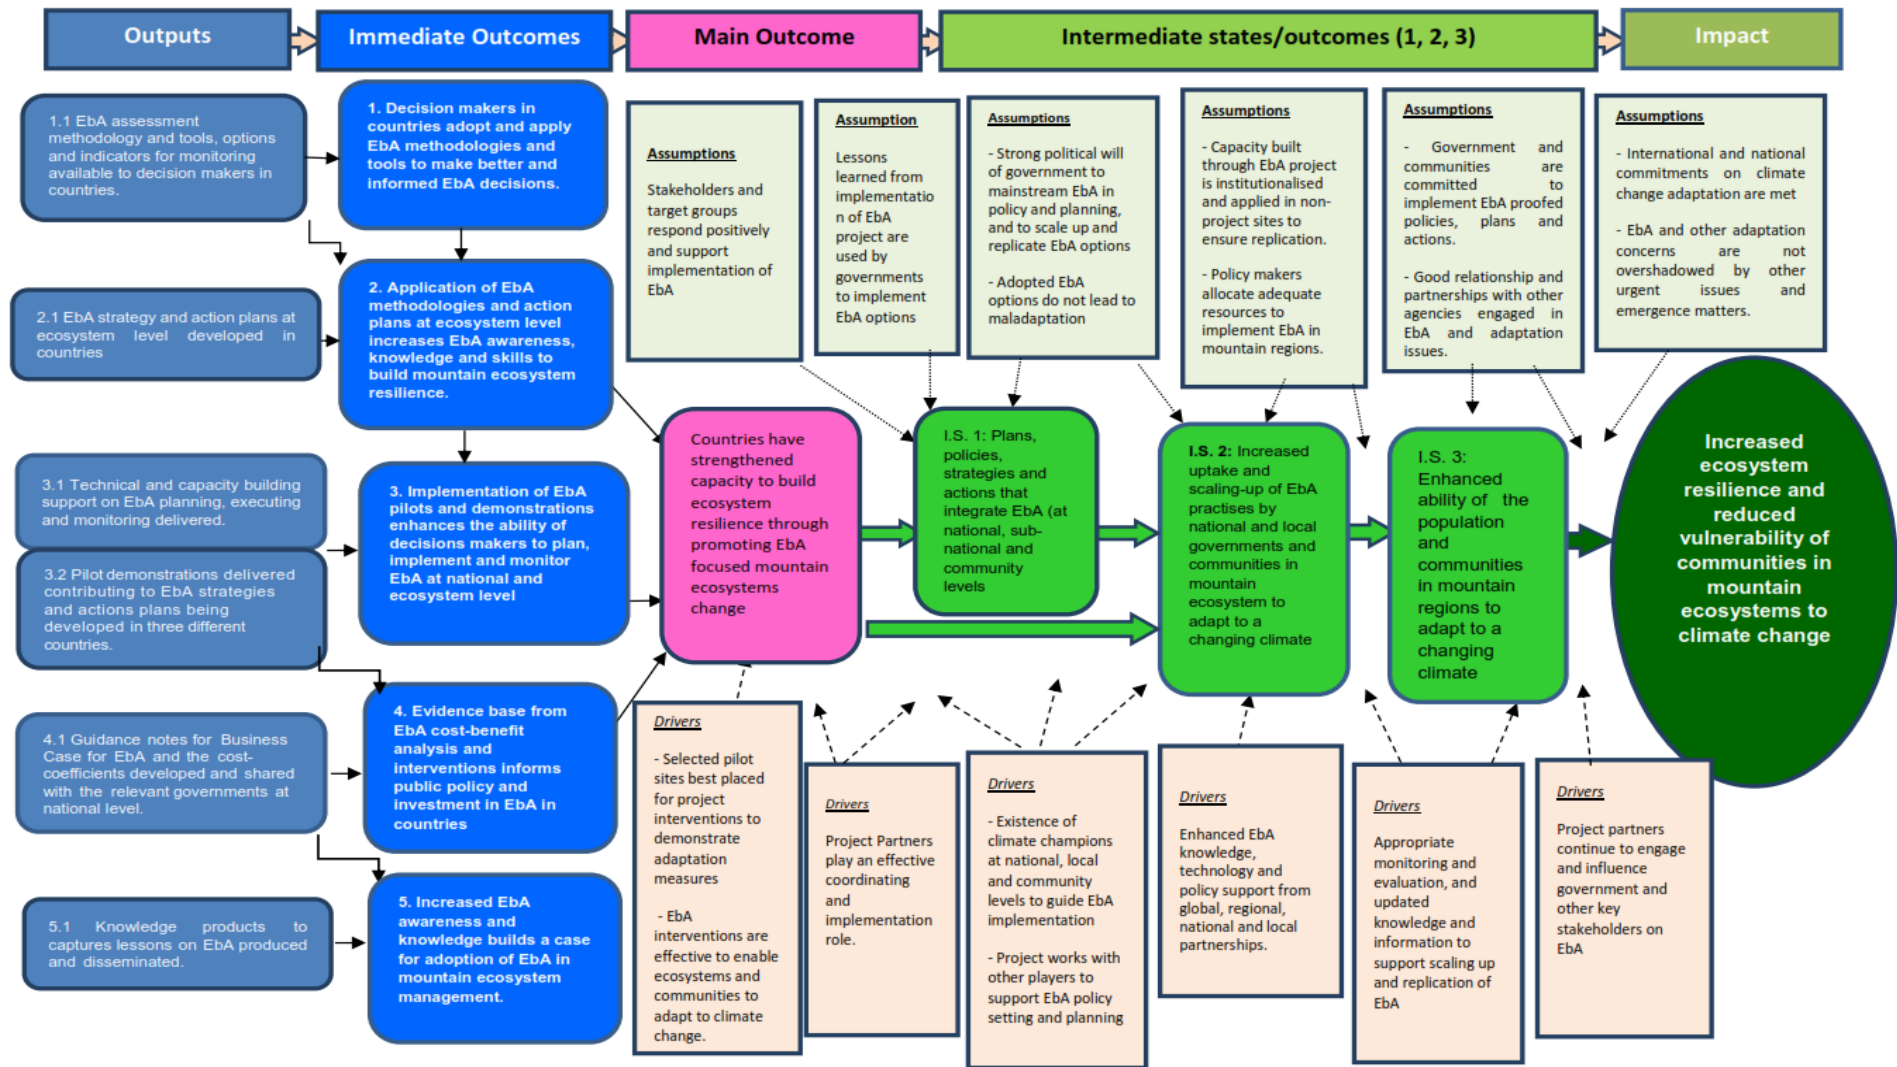 Outputs
Immediate Outcomes
Main Outcome
Intermediate states/outcomes (1, 2, 3)
Impact
1.1 EbA assessment
methodology and tools, options
and indicators for monitoring
available to decision makers in
countries.
2.1 EbA strategy and action plans at
ecosystem level developed in
countries
3.1 Technical and capacity building
support on EbA planning, executing
and monitoring delivered.
3.2 Pilot demonstrations delivered
contributing to EbA strategies
and actions plans being
developed in three different
countries.
4.1 Guidance notes for Business
Case for EbA and the cost-
coefficients developed and shared
with the relevant governments at
national level.
5.1 Knowledge products to
captures lessons on EbA produced
and disseminated.
1. Decision makers in
countries adopt and apply
EbA methodologies and
tools to make better and
informed EbA decisions.
2. Application of EbA
methodologies and action
plans at ecosystem level
increases EbA awareness,
knowledge and skills to
build mountain ecosystem
resilience.
3. Implementation of EbA
pilots and demonstrations
enhances the ability of
decisions makers to plan,
implement and monitor
EbA at national and
ecosystem level
4. Evidence base from
EbA cost-benefit
analysis and
interventions informs
public policy and
investment in EbA in
countries
5. Increased EbA
awareness and
knowledge builds a case
for adoption of EbA in
mountain ecosystem
management.
Assumptions
Stakeholders and
target groups
respond positively
and support
implementation of
EbA
Assumption
Lessons
learned from
implementatio
n of EbA
project are
used by
governments
to implement
EbA options
Assumptions
- Strong political will
of government to
mainstream EbA in
policy and planning,
and to scale up and
replicate EbA options
- Adopted EbA
options do not lead to
maladaptation
Assumptions
- Capacity built
through EbA project
is institutionalised
and applied in non-
project sites to
ensure replication.
- Policy makers
allocate adequate
resources to
implement EbA in
mountain regions.
Assumptions
- Government and
communities are
committed to
implement EbA proofed
policies, plans and
actions.
- Good relationship and
partnerships with other
agencies engaged in
EbA and adaptation
issues.
Assumptions
- International and national
commitments on climate
change adaptation are met
- EbA and other adaptation
concerns are not
overshadowed by other
urgent issues and
emergence matters.
Countries have
strengthened
capacity to build
ecosystem
resilience through
promoting EbA
focused mountain
ecosystems
change
I.S. 1: Plans,
policies,
strategies and
actions that
integrate EbA (at
national, sub-
national and
community
levels
I.S. 2: Increased
uptake and
scaling-up of EbA
practises by
national and local
governments and
communities in
mountain
ecosystem to
adapt to a
changing climate
I.S. 3:
Enhanced
ability of the
population
and
communities
in mountain
regions to
adapt to a
changing
climate
Increased
ecosystem
resilience and
reduced
vulnerability of
communities in
mountain
ecosystems to
climate change
Drivers
- Selected pilot
sites best placed
for project
interventions to
demonstrate
adaptation
measures
- EbA
interventions are
effective to enable
ecosystems and
communities to
adapt to climate
change.
Drivers
Project Partners
play an effective
coordinating
and
implementation
role.
Drivers
- Existence of
climate champions
at national, local
and community
levels to guide EbA
implementation
- Project works with
other players to
support EbA policy
setting and planning
Drivers
Enhanced EbA
knowledge,
technology and
policy support from
global, regional,
national and local
partnerships.
Drivers
Appropriate
monitoring and
evaluation, and
updated
knowledge and
information to
support scaling up
and replication of
EbA
Drivers
Project partners
continue to engage
and influence
government and
other key
stakeholders on
EbA